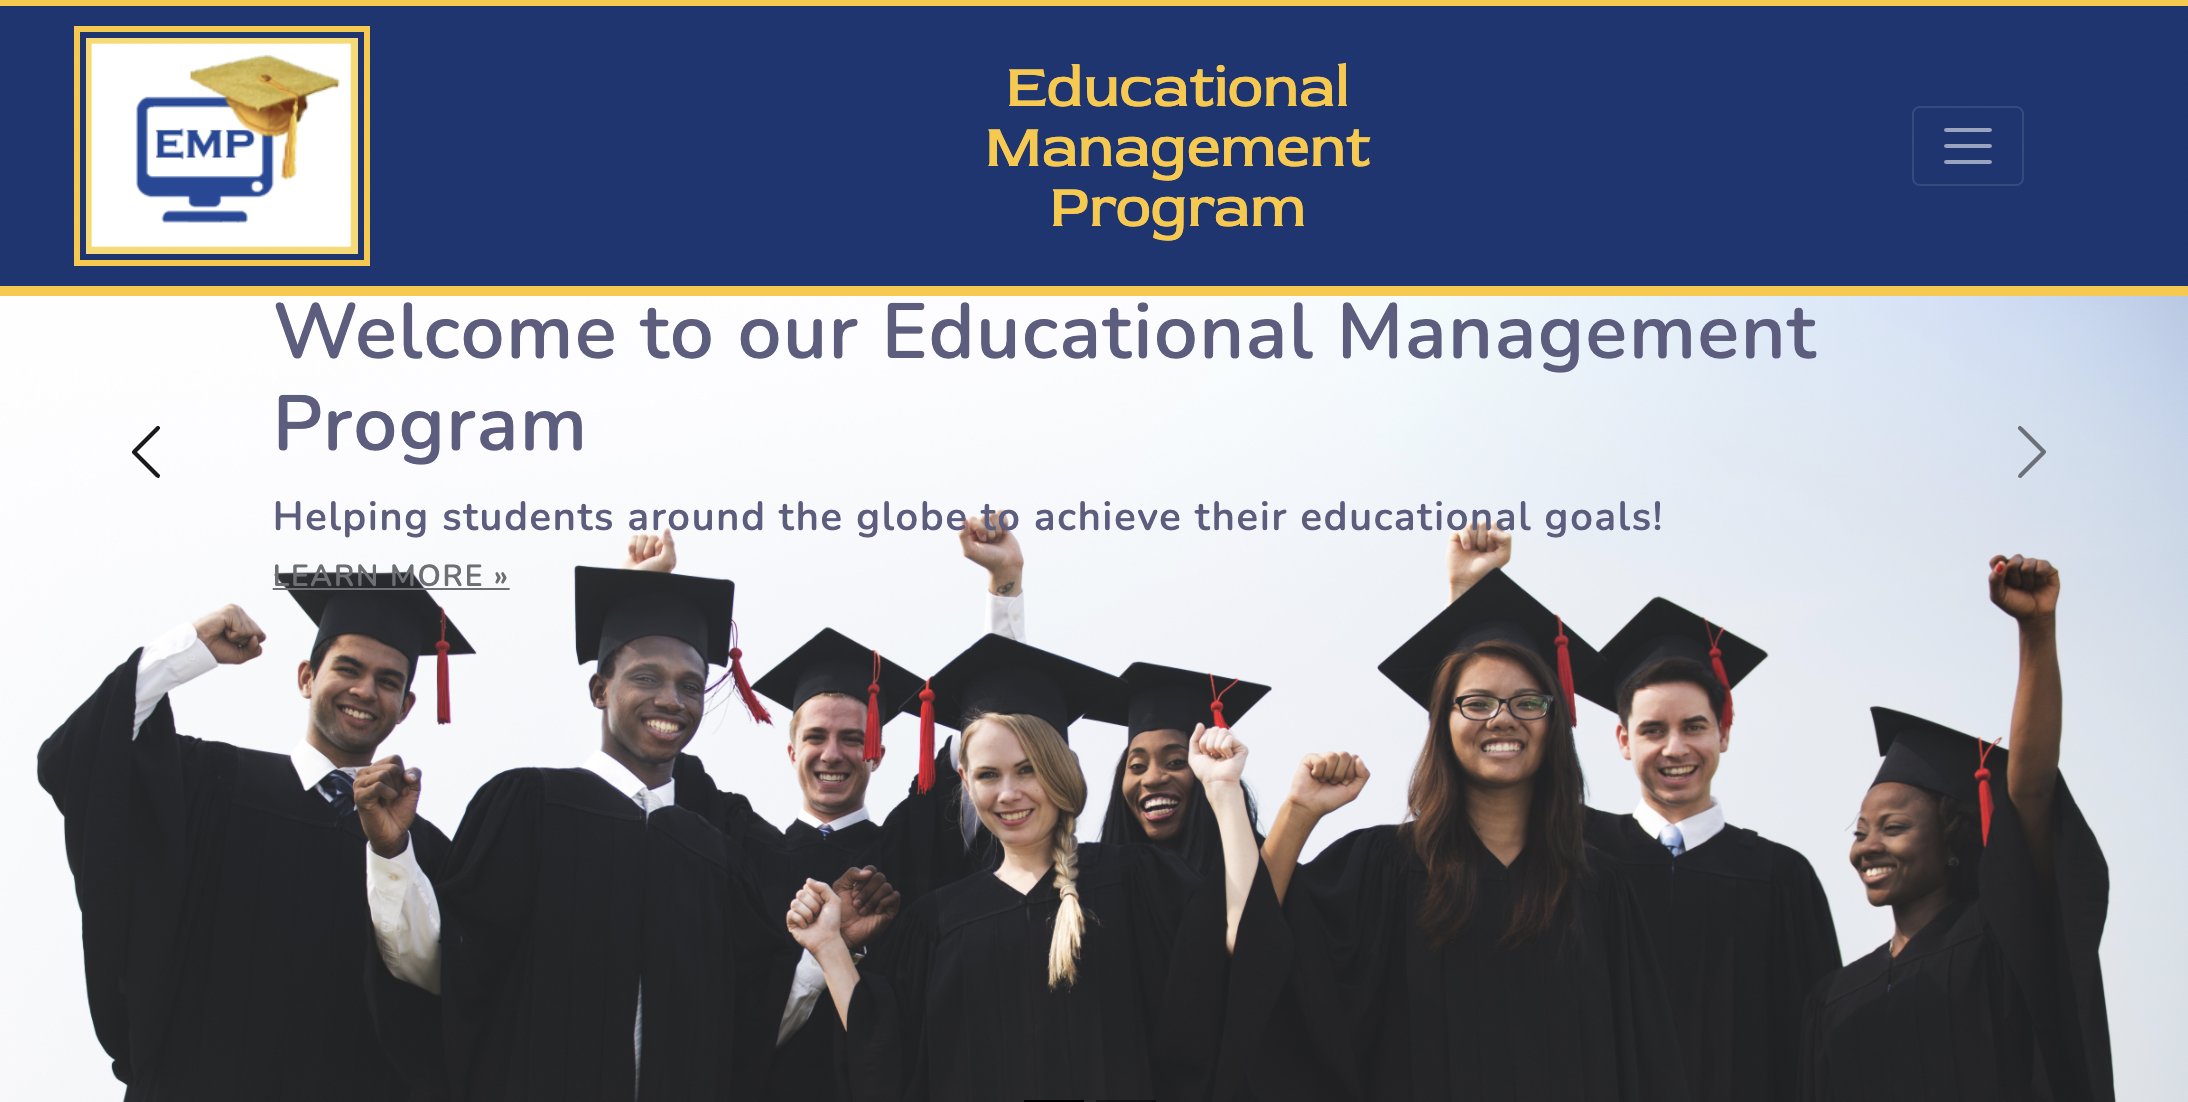 EMP
Educational
Management
Program
Welcome to our Educational Management
Program
Helping students around the globe to achieve their educational goals!
LEARN MORE »